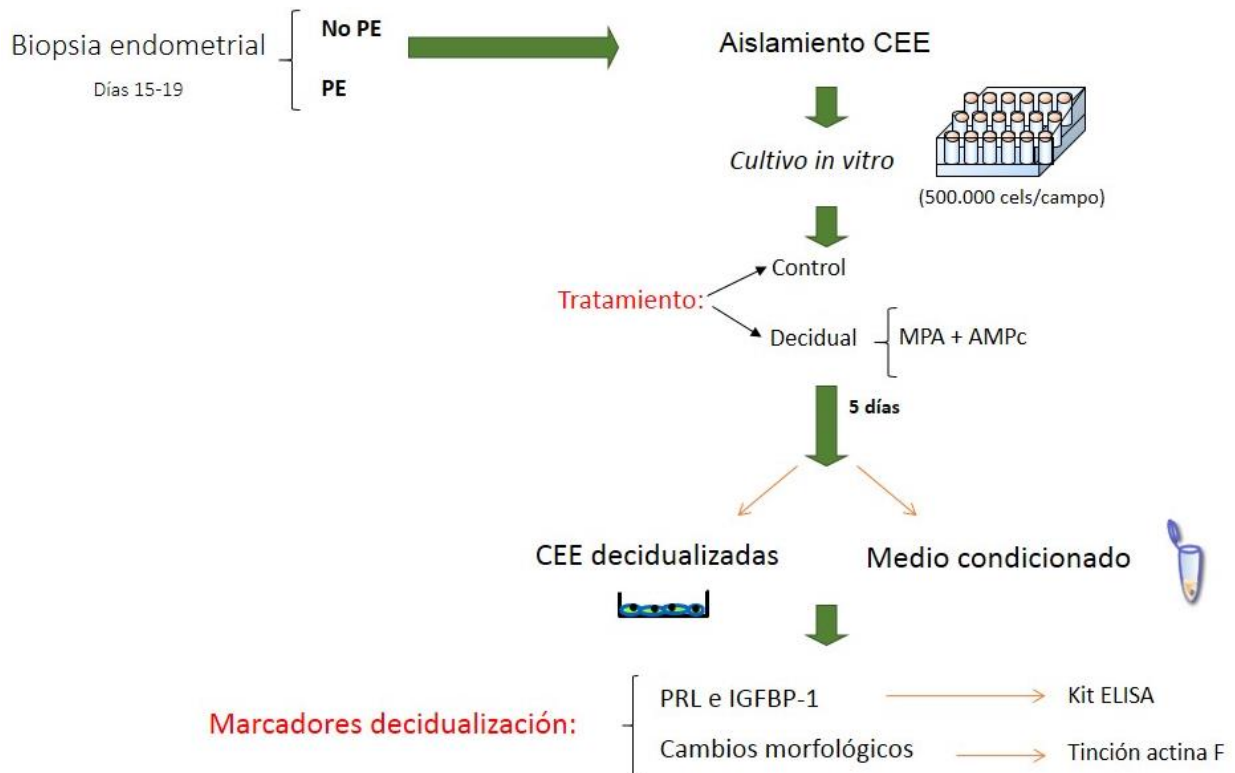 Biopsia endometrial
Días 15-19
No PE
PE
Aislamiento CEE
Cultivo in vitro
(500.000 cels/campo)
Tratamiento:
Control
Decidual
MPA + AMPc
5 días
CEE decidualizadas
Medio condicionado
Marcadores decidualización:
PRL e IGFBP-1
Kit ELISA
Cambios morfológicos
Tinción actina F